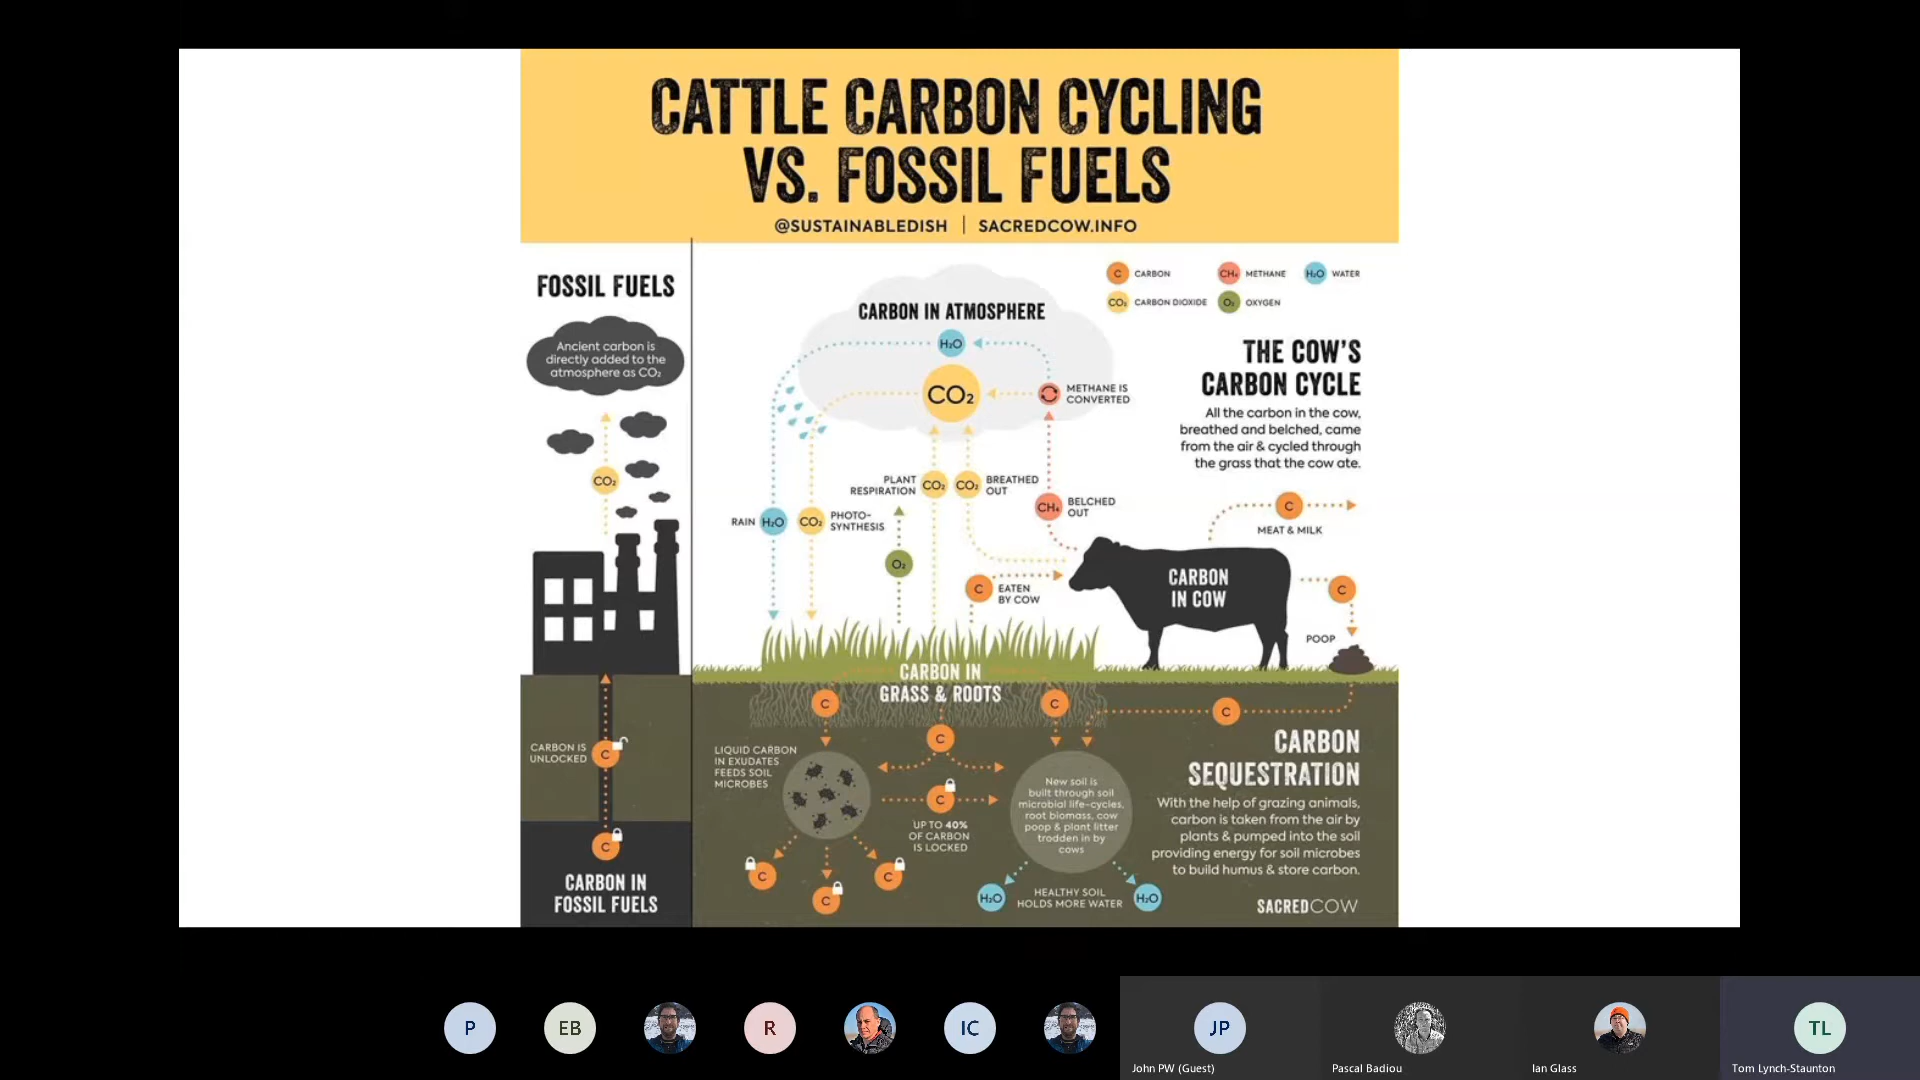 CATTLE CARBON CYCLING
VS. FOSSIL FUELS
@SUSTAINABLEDISH | SACREDCOW.INFO
FOSSIL FUELS
Ancient carbon is
directly added to the
atmosphere as CO₂
CO₂
CARBON IS
UNLOCKED
C
C
CARBON IN
FOSSIL FUELS
C CARBON
CH₄ METHANE
H₂O WATER
CO₂ CARBON DIOXIDE
O₂ OXYGEN
CARBON IN ATMOSPHERE
H₂O
CO₂
METHANE IS
CONVERTED
THE COW'S
CARBON CYCLE
All the carbon in the cow,
breathed and belched, came
from the air & cycled through
the grass that the cow ate.
PLANT
RESPIRATION
CO₂
CO₂
BREATHED
OUT
CH₄
BELCHED
OUT
RAIN
H₂O
CO₂
PHOTO-
SYNTHESIS
O₂
C
EATEN
BY COW
C
MEAT & MILK
CARBON
IN COW
C
POOP
CARBON IN
GRASS & ROOTS
C
C
C
C
LIQUID CARBON
IN EXUDATES
FEEDS SOIL
MICROBES
C
UP TO 40%
OF CARBON
IS LOCKED
New soil is
built through soil
microbial life-cycles,
root biomass, cow
poop & plant litter
trodden in by
cows
C
C
C
H₂O
HEALTHY SOIL
HOLDS MORE WATER
H₂O
CARBON
SEQUESTRATION
With the help of grazing animals,
carbon is taken from the air by
plants & pumped into the soil
providing energy for soil microbes
to build humus & store carbon.
SACREDCOW
P
EB
R
IC
JP
TL
John PW (Guest)
Pascal Badiou
Ian Glass
Tom Lynch-Staunton